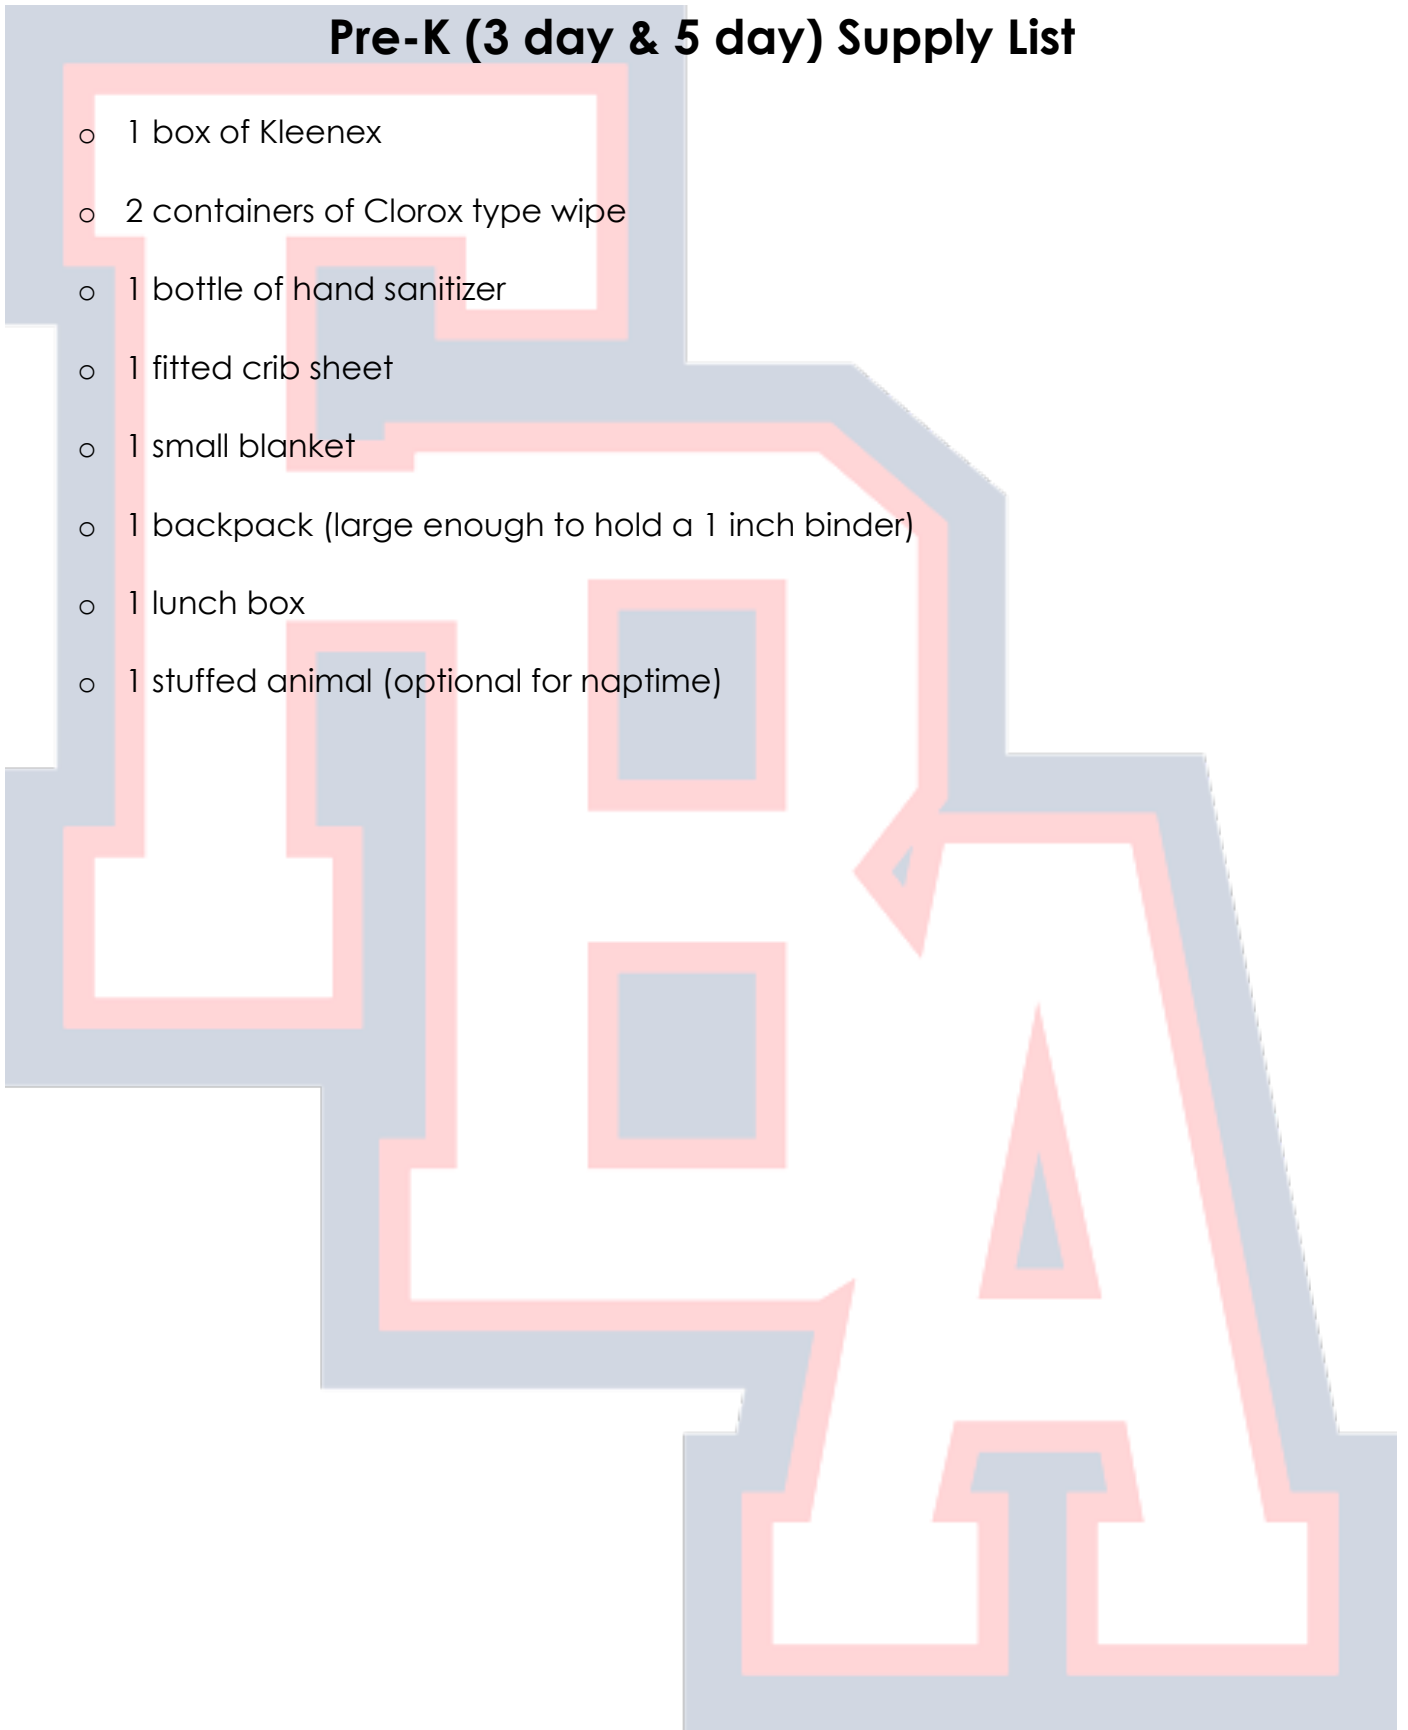 Pre-K (3 day & 5 day) Supply List
o 1 box of Kleenex
o 2 containers of Clorox type wipe
o 1 bottle of hand sanitizer
o 1 fitted crib sheet
o 1 small blanket
o 1 backpack (large enough to hold a 1 inch binder)
o 1 lunch box
o 1 stuffed animal (optional for naptime)
FBA